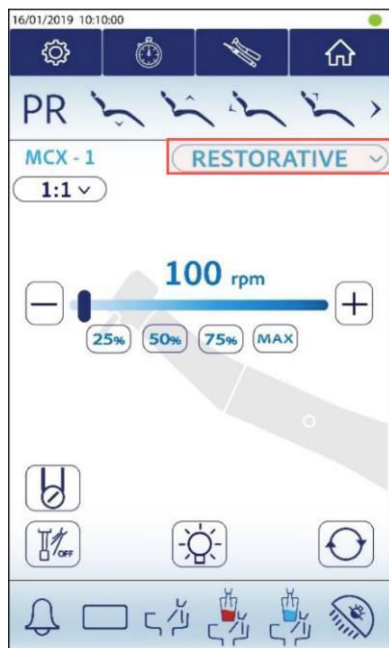 16/01/2019 10:10:00
PR
MCX - 1
RESTORATIVE
1:1
100 rpm
25% 50% 75% MAX
OFF